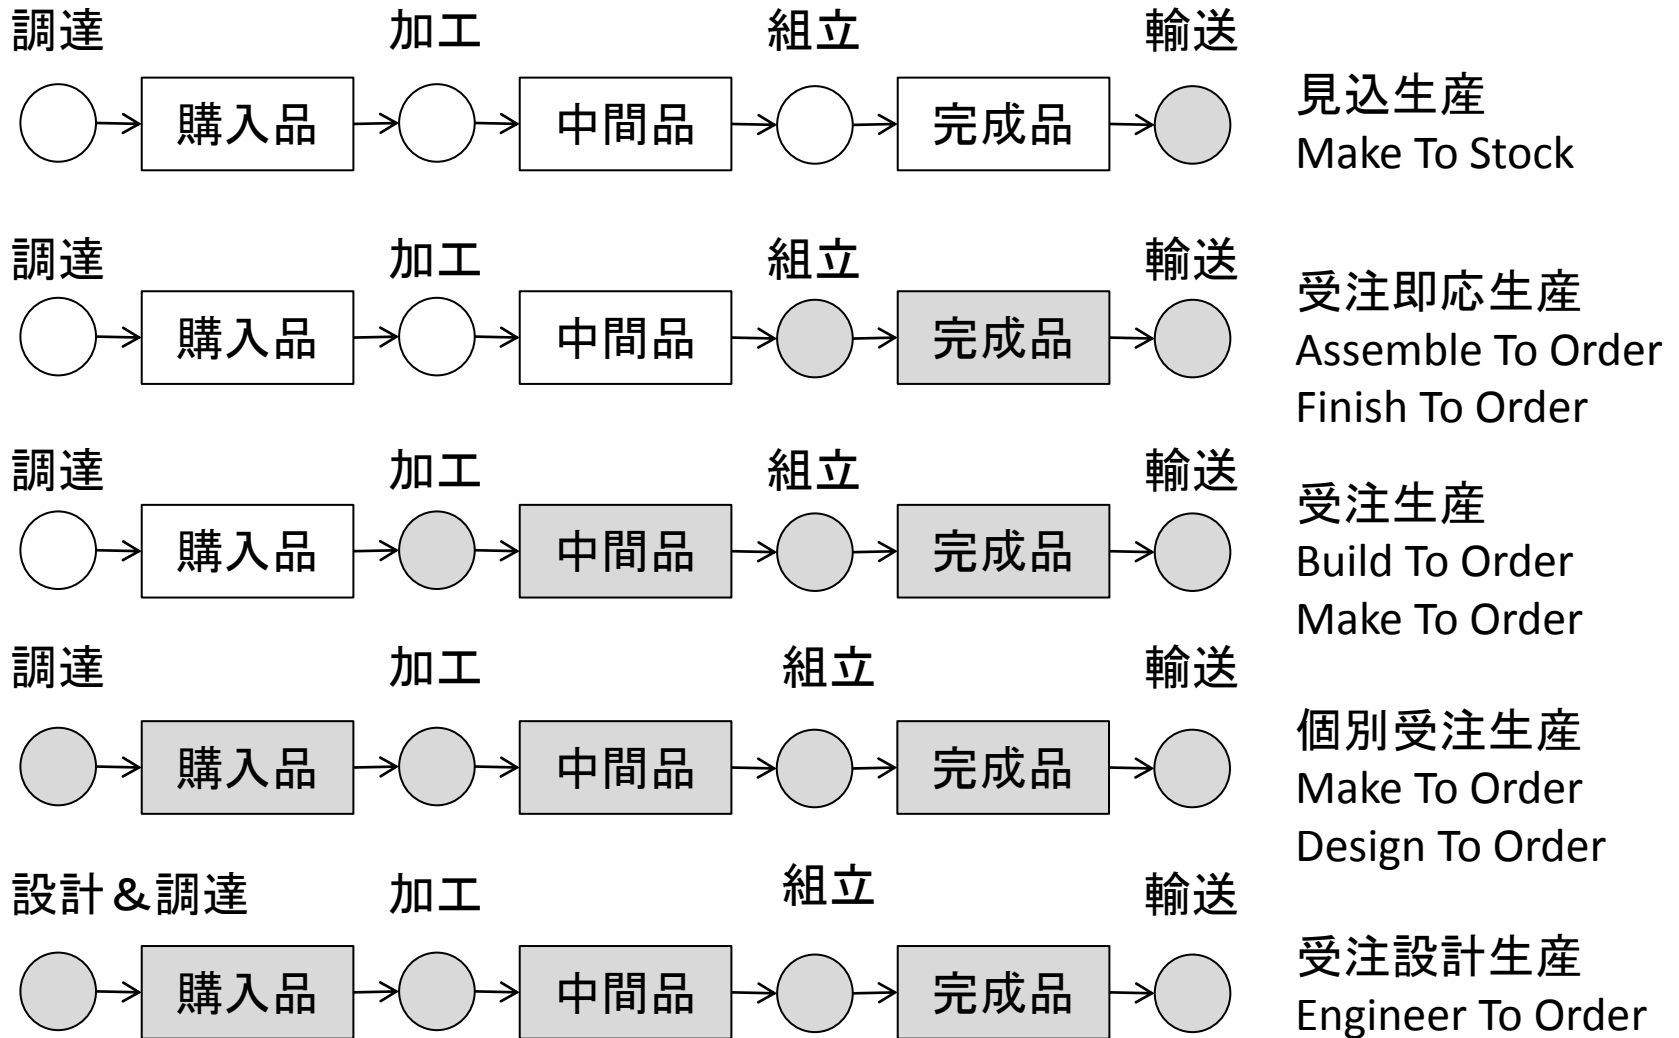 調達 加工 組立 輸送
購入品 中間品 完成品
見込生産
Make To Stock
調達 加工 組立 輸送
購入品 中間品 完成品
受注即応生産
Assemble To Order
Finish To Order
調達 加工 組立 輸送
購入品 中間品 完成品
受注生産
Build To Order
Make To Order
調達 加工 組立 輸送
購入品 中間品 完成品
個別受注生産
Make To Order
Design To Order
設計＆調達 加工 組立 輸送
購入品 中間品 完成品
受注設計生産
Engineer To Order